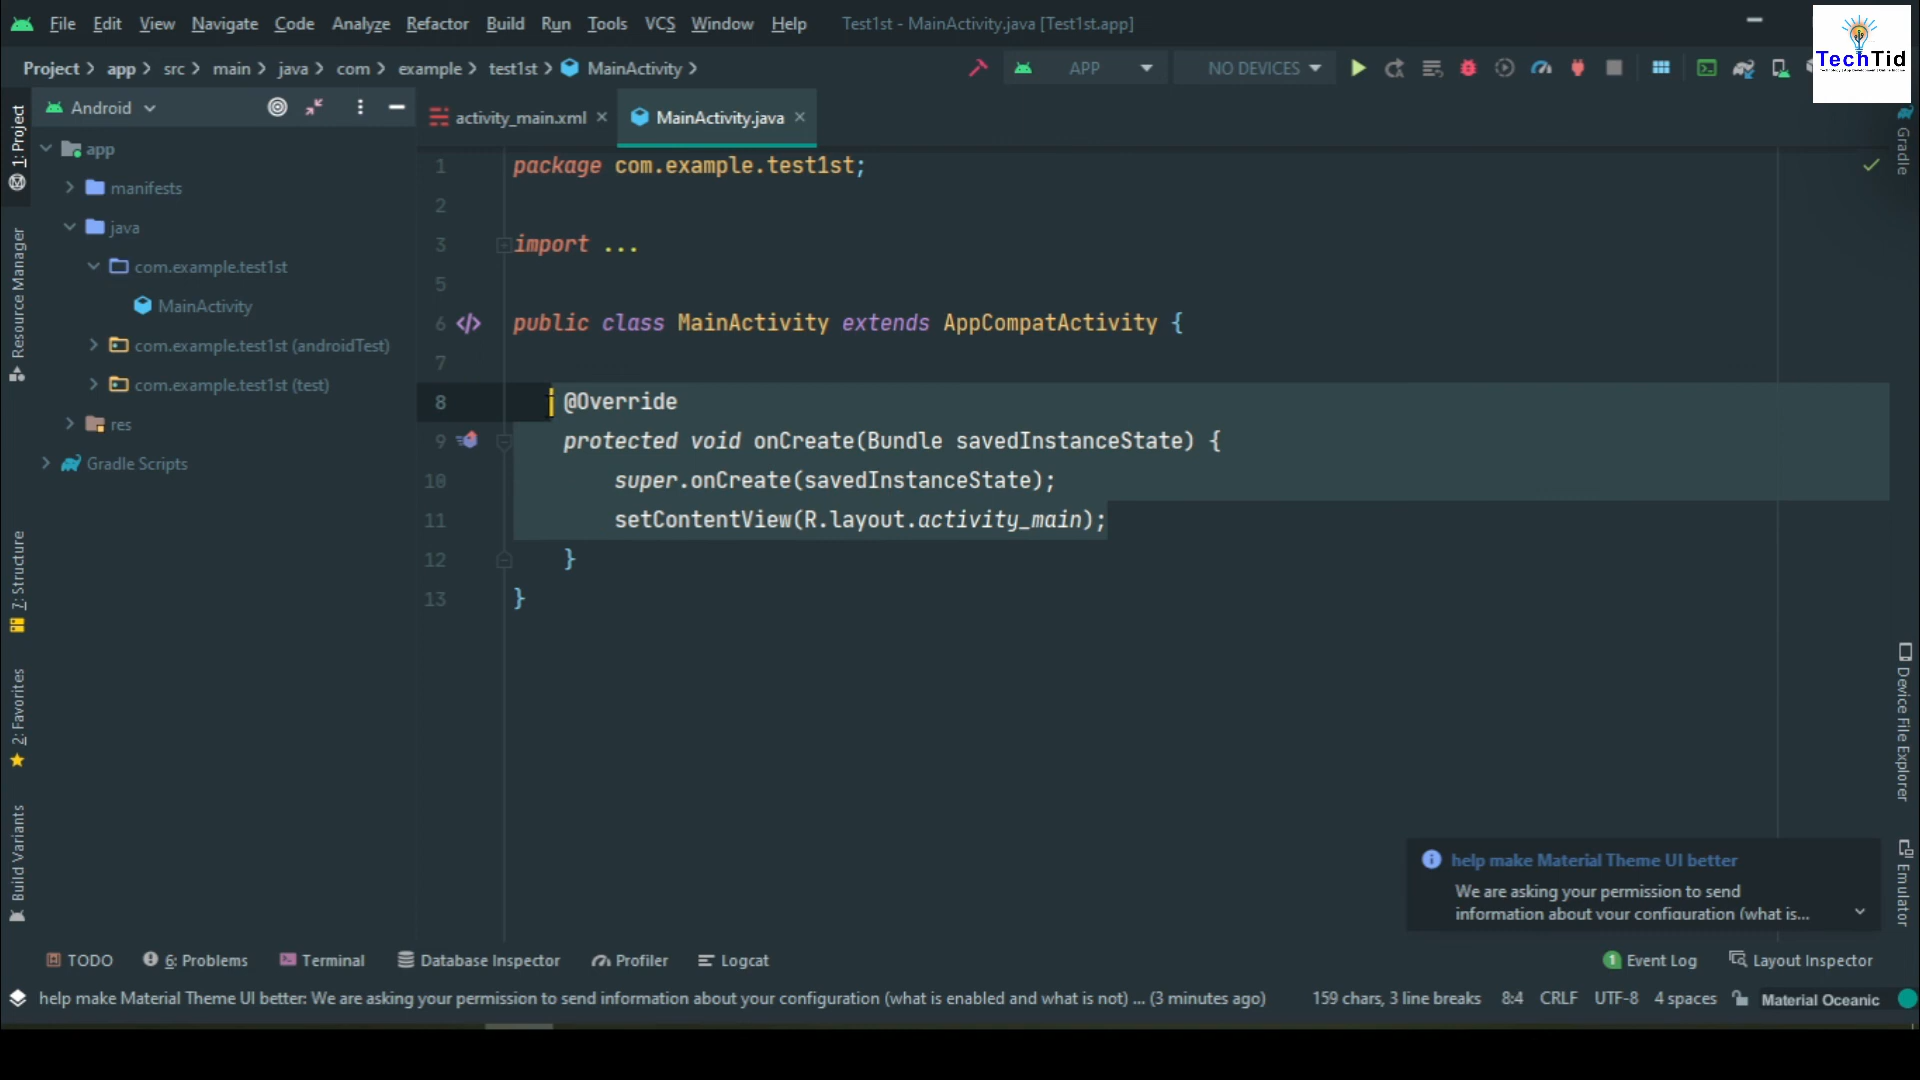 File Edit View Navigate Code Analyze Refactor Build Run Tools VCS Window Help Test1st - MainActivity.java [Test1st.app]
TechTid
Project app src main java com example test1st MainActivity APP NO DEVICES
Android
activity_main.xml MainActivity.java
1: Project
Resource Manager
7: Structure
2: Favorites
Build Variants
app
manifests
java
com.example.test1st
MainActivity
com.example.test1st (androidTest)
com.example.test1st (test)
res
Gradle Scripts
1 package com.example.test1st;
2
3 import ...
5
6 public class MainActivity extends AppCompatActivity {
7
8 @Override
9 protected void onCreate(Bundle savedInstanceState) {
10 super.onCreate(savedInstanceState);
11 setContentView(R.layout.activity_main);
12 }
13 }
Gradle
Device File Explorer
Emulator
help make Material Theme UI better
We are asking your permission to send
information about your configuration (what is...
TODO 6: Problems Terminal Database Inspector Profiler Logcat 1 Event Log Layout Inspector
help make Material Theme UI better: We are asking your permission to send information about your configuration (what is enabled and what is not) ... (3 minutes ago) 159 chars, 3 line breaks 8:4 CRLF UTF-8 4 spaces Material Oceanic